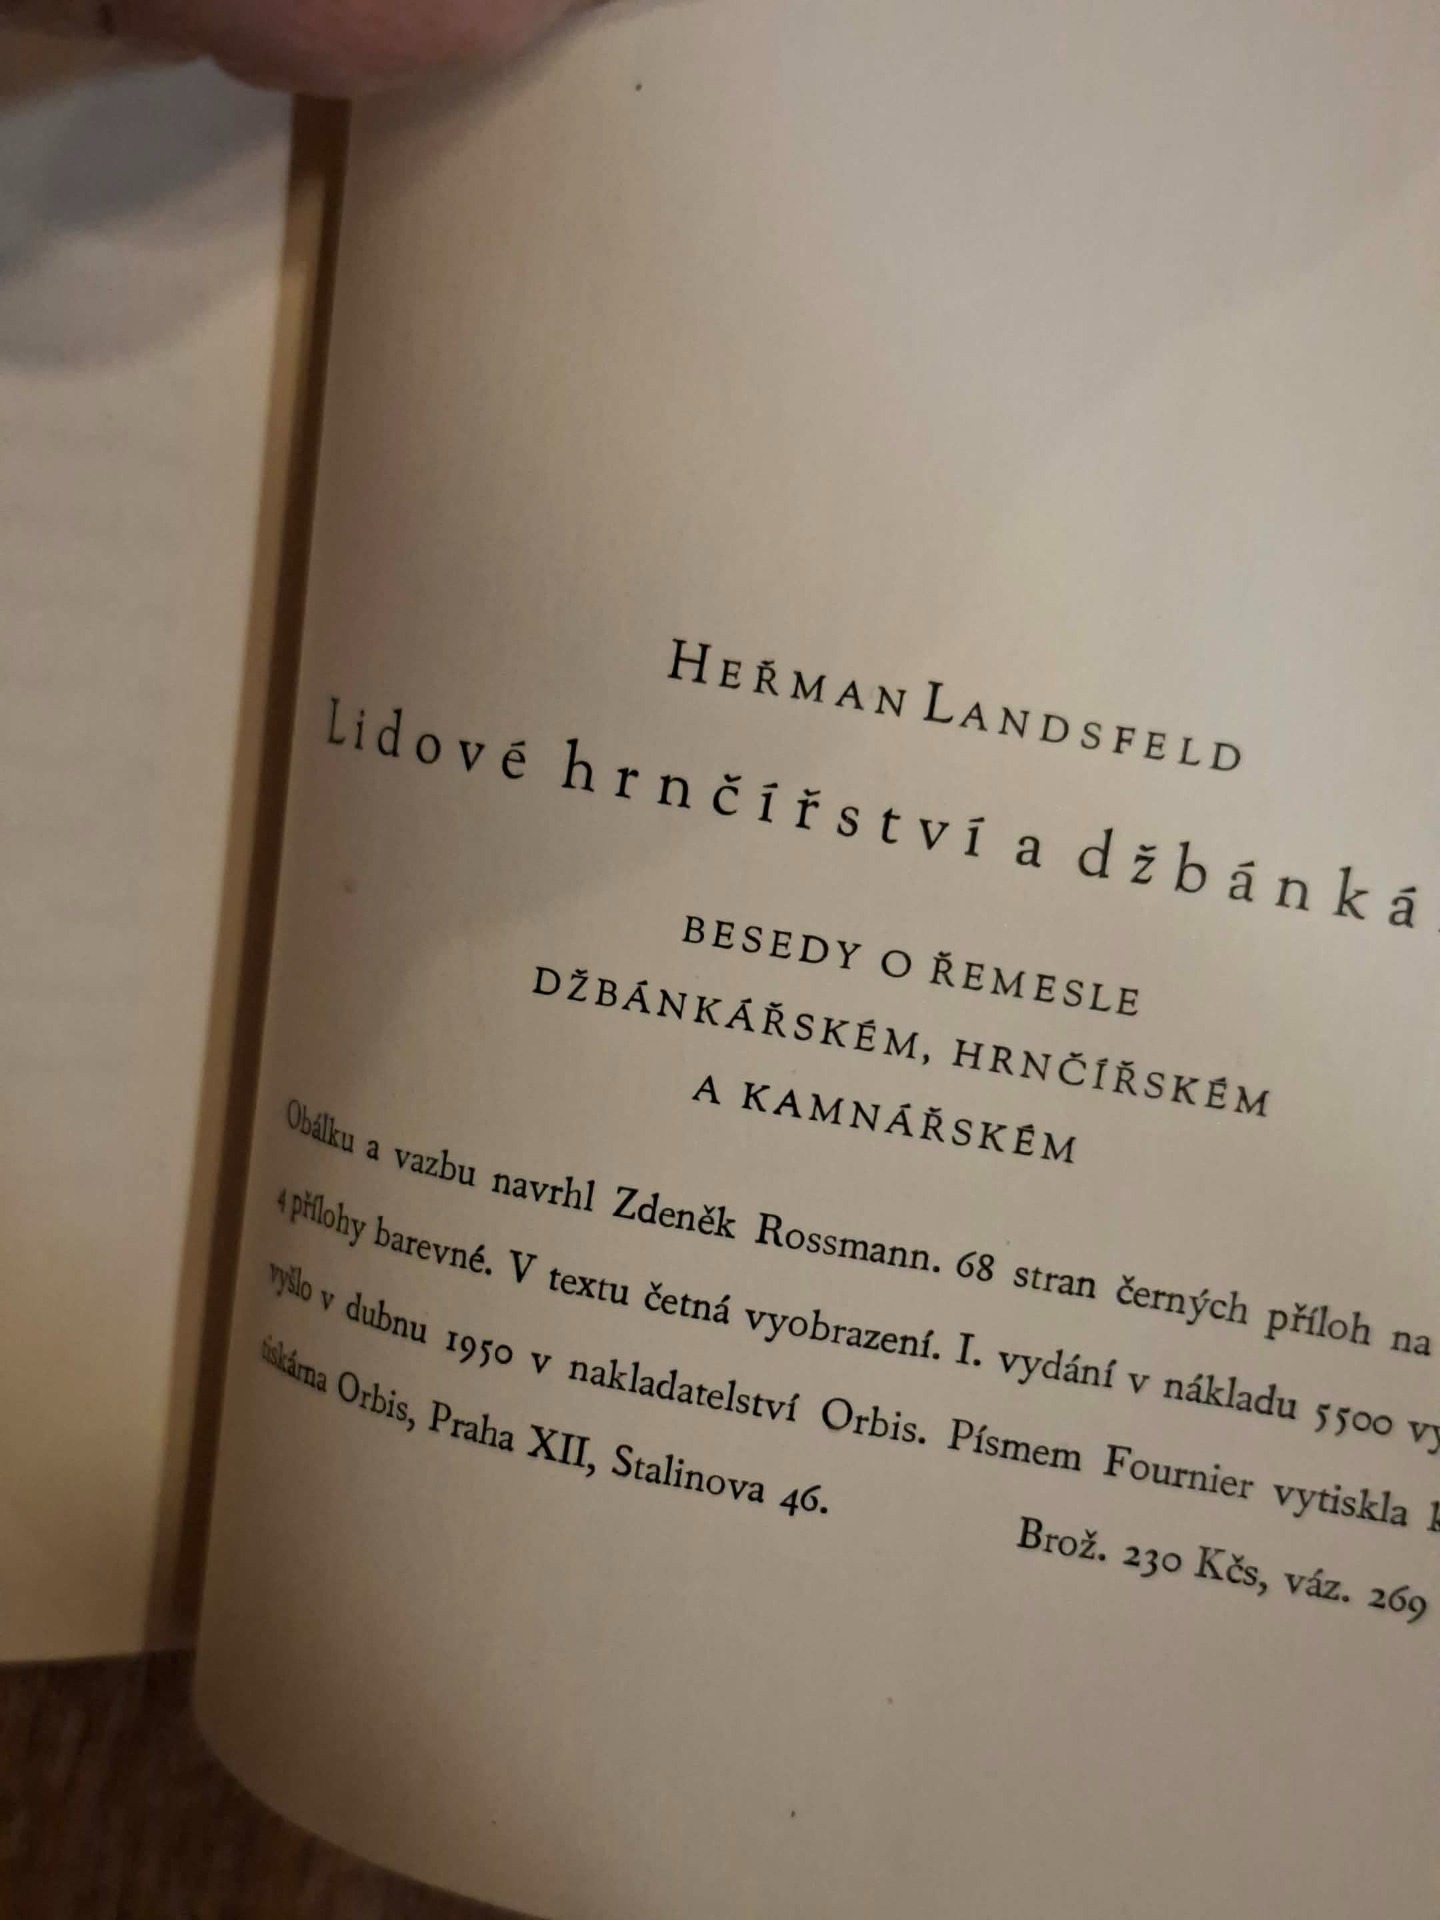 HEŘMAN LANDSFELD
Lidové hrnčířství a džbánká
BESEDY O ŘEMESLE
DŽBÁNKÁŘSKÉM, HRNČÍŘSKÉM
A KAMNÁŘSKÉM
Obálku a vazbu navrhl Zdeněk Rossmann. 68 stran černých příloh na
4 přílohy barevné. V textu četná vyobrazení. I. vydání v nákladu 5500 vy
vyšlo v dubnu 1950 v nakladatelství Orbis. Písmem Fournier vytiskla k
tiskárna Orbis, Praha XII, Stalinova 46.
Brož. 230 Kčs, váz. 269